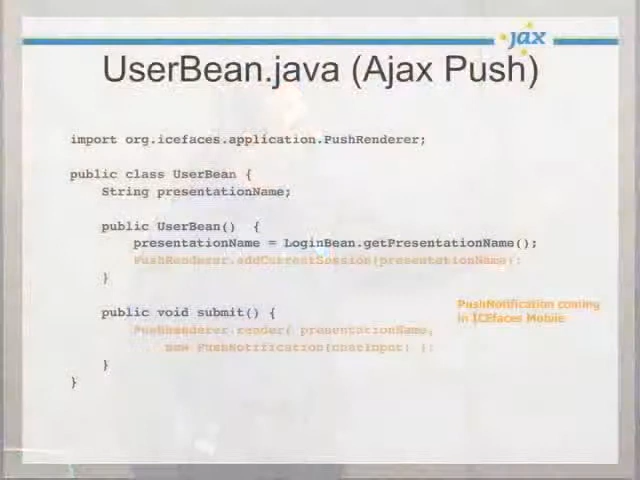 jax
UserBean.java (Ajax Push)
import org.icefaces.application.PushRenderer;
public class UserBean {
String presentationName;
public UserBean() {
presentationName = LoginBean.getPresentationName();
PushRenderer.addCurrentSession(presentationName);
}
public void submit() {
PushRenderer.render( presentationName,
new PushNotification(chatInput) );
}
}
PushNotification coming
in ICEfaces Mobile